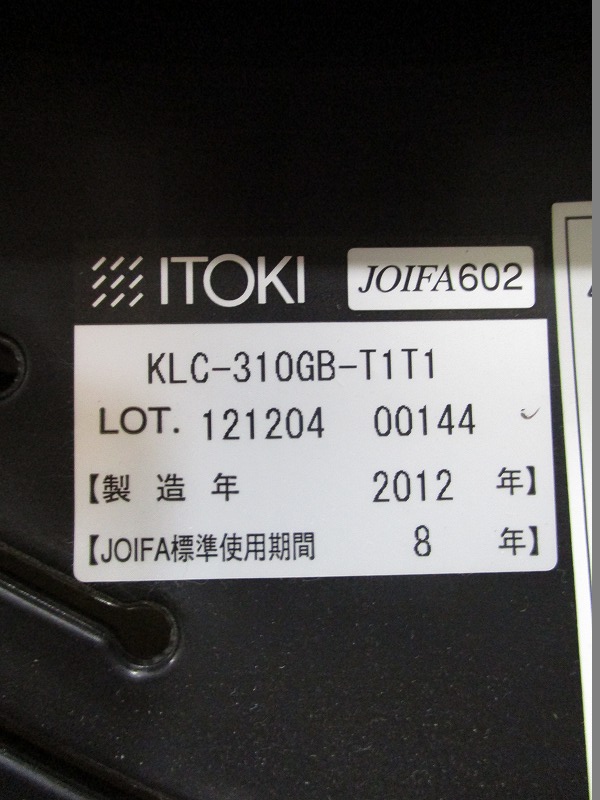 ITOKI JOIFA602
KLC-310GB-T1T1
LOT. 121204 00144
【製造年 2012 年】
【JOIFA標準使用期間 8 年】